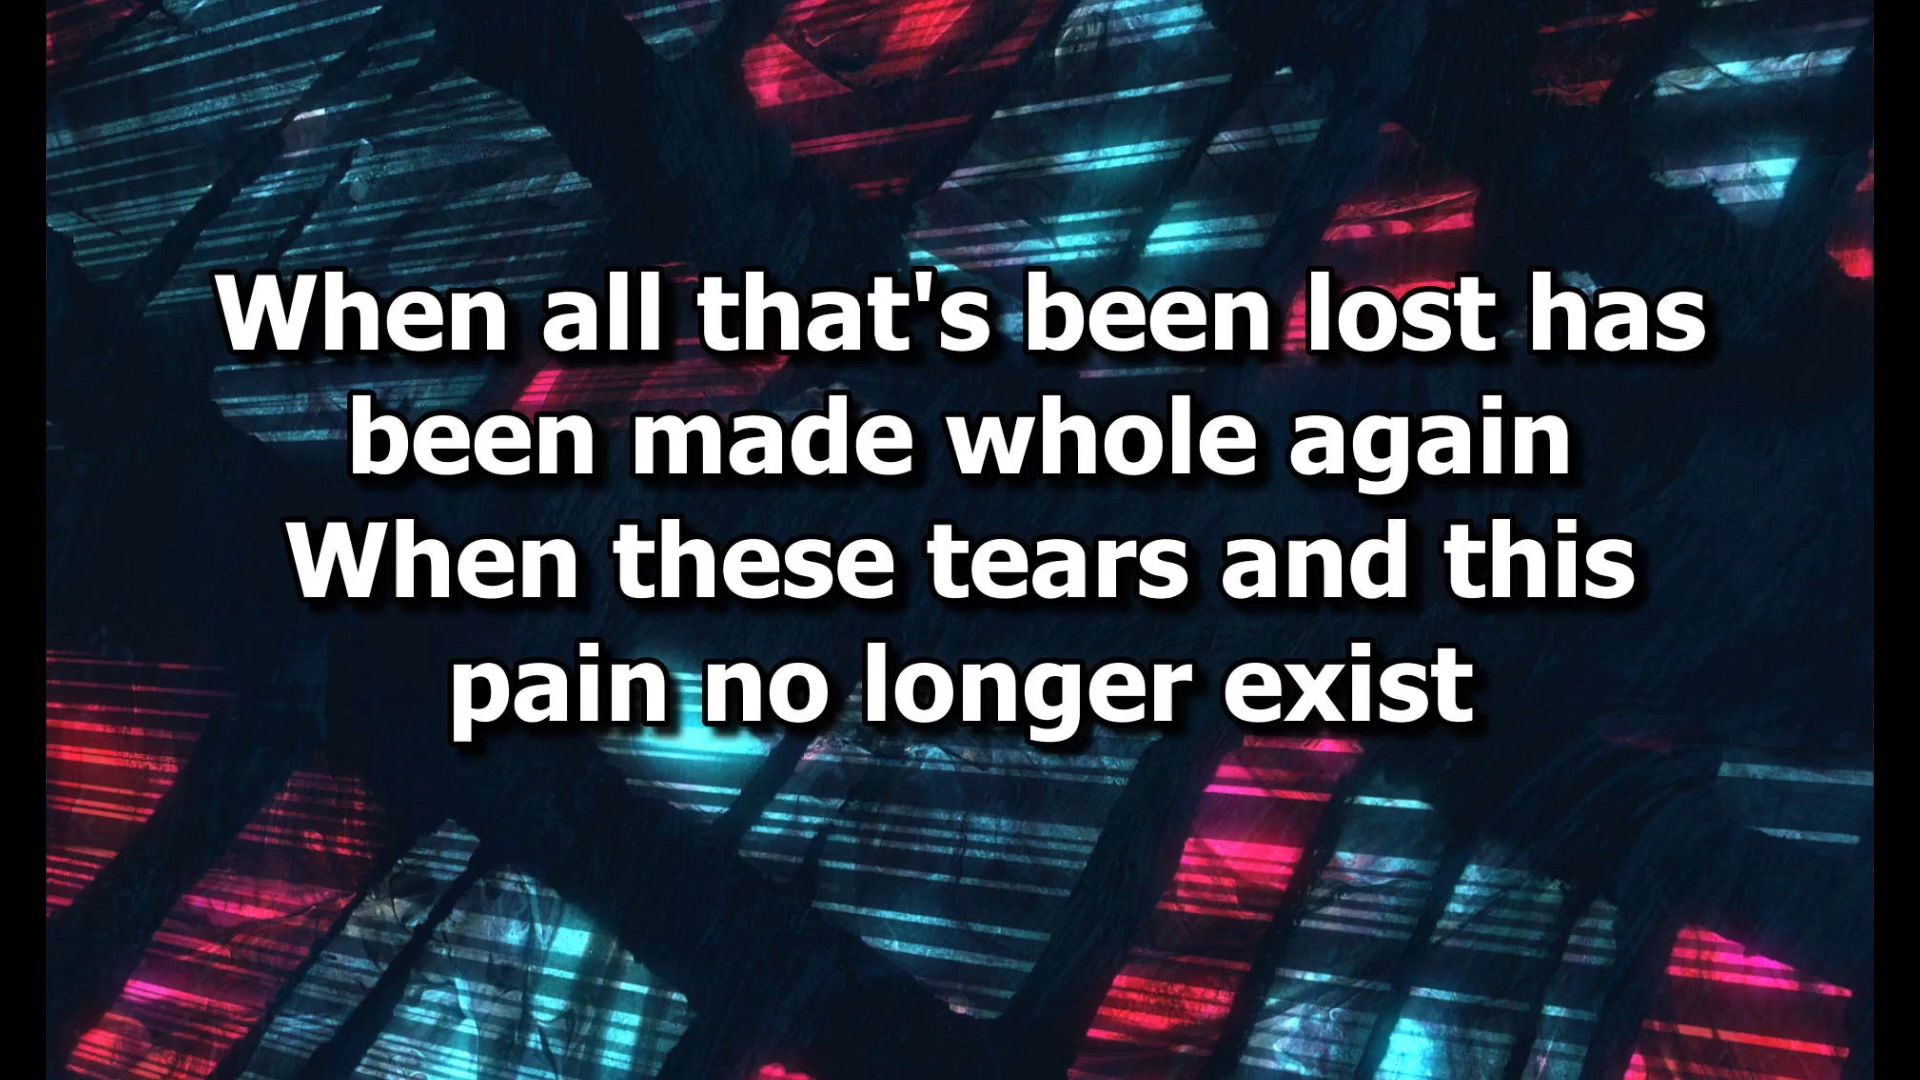 When all that's been lost has
been made whole again
When these tears and this
pain no longer exist